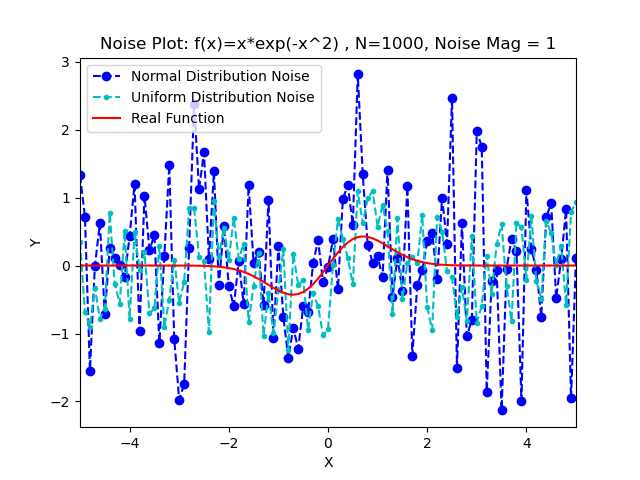 Noise Plot: f(x)=x*exp(-x^2) , N=1000, Noise Mag = 1
Normal Distribution Noise
Uniform Distribution Noise
Real Function
3
2
1
0
−1
−2
Y
−4
−2
0
2
4
X